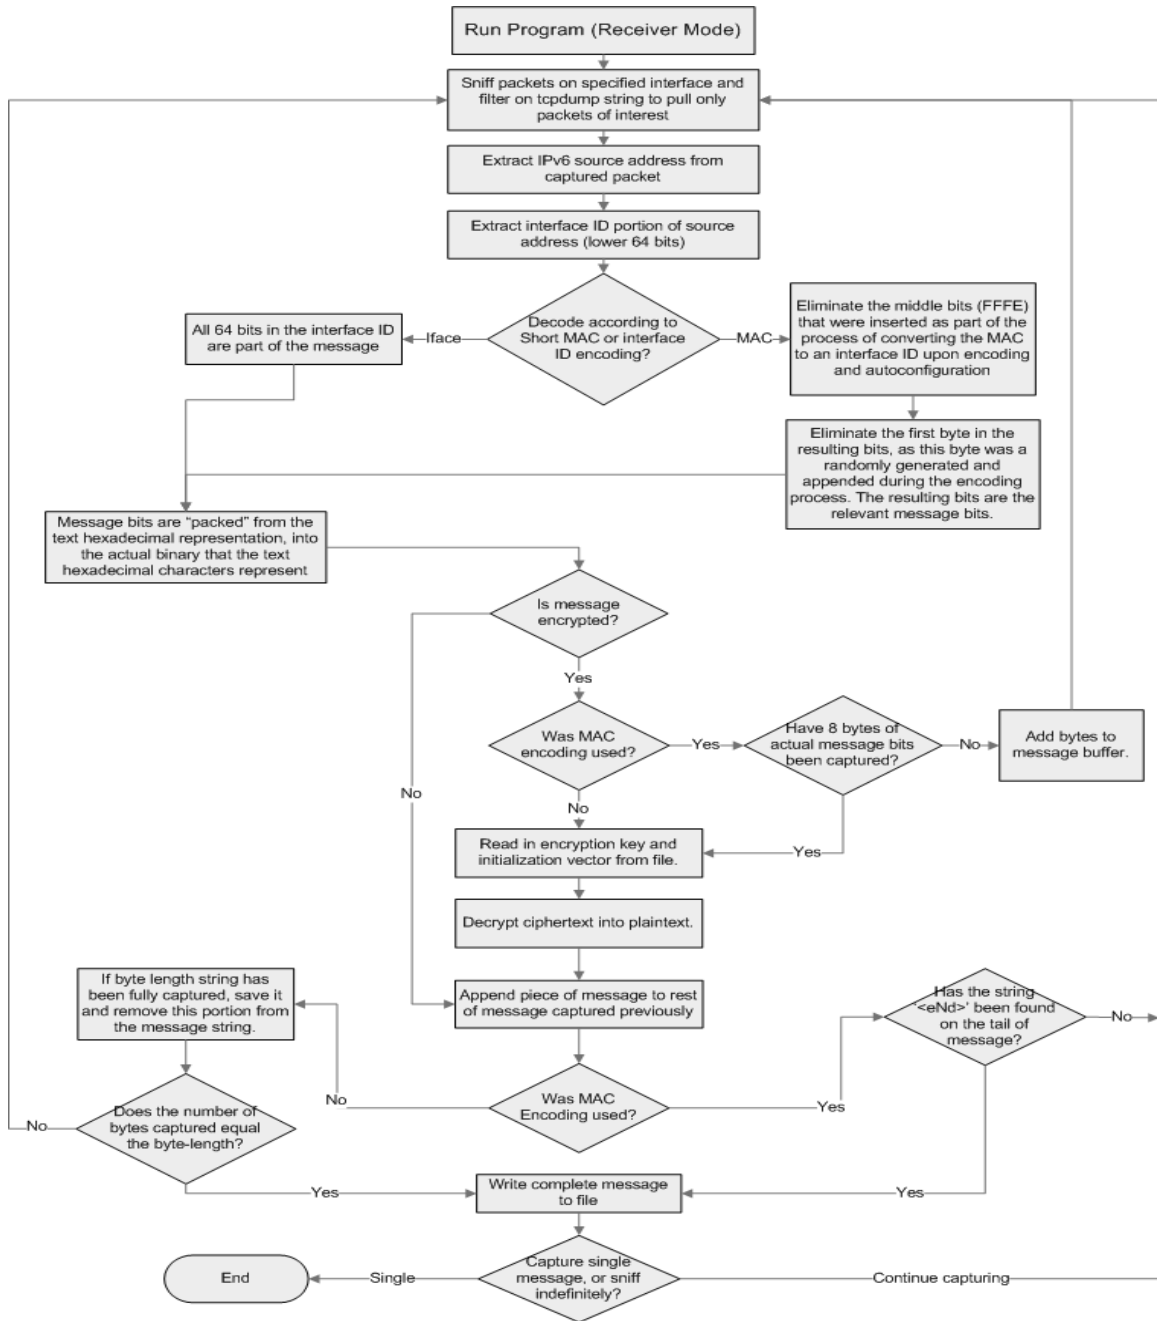 Run Program (Receiver Mode)
Sniff packets on specified interface and
filter on tcpdump string to pull only
packets of interest
Extract IPv6 source address from
captured packet
Extract interface ID portion of source
address (lower 64 bits)
Decode according to
Short MAC or interface
ID encoding?
Iface
MAC
All 64 bits in the interface ID
are part of the message
Eliminate the middle bits (FFFE)
that were inserted as part of the
process of converting the MAC
to an interface ID upon encoding
and autoconfiguration
Eliminate the first byte in the
resulting bits, as this byte was a
randomly generated and
appended during the encoding
process. The resulting bits are the
relevant message bits.
Message bits are “packed” from the
text hexadecimal representation, into
the actual binary that the text
hexadecimal characters represent
Is message
encrypted?
Yes
No
Was MAC
encoding used?
Yes
No
Have 8 bytes of
actual message bits
been captured?
No
Yes
Add bytes to
message buffer.
Read in encryption key and
initialization vector from file.
Decrypt ciphertext into plaintext.
Append piece of message to rest
of message captured previously
Was MAC
Encoding used?
No
Yes
If byte length string has
been fully captured, save it
and remove this portion from
the message string.
Does the number of
bytes captured equal
the byte-length?
No
Yes
Has the string
‘<eNd>’ been found
on the tail of
message?
No
Yes
Write complete message
to file
Capture single
message, or sniff
indefinitely?
Single
Continue capturing
End